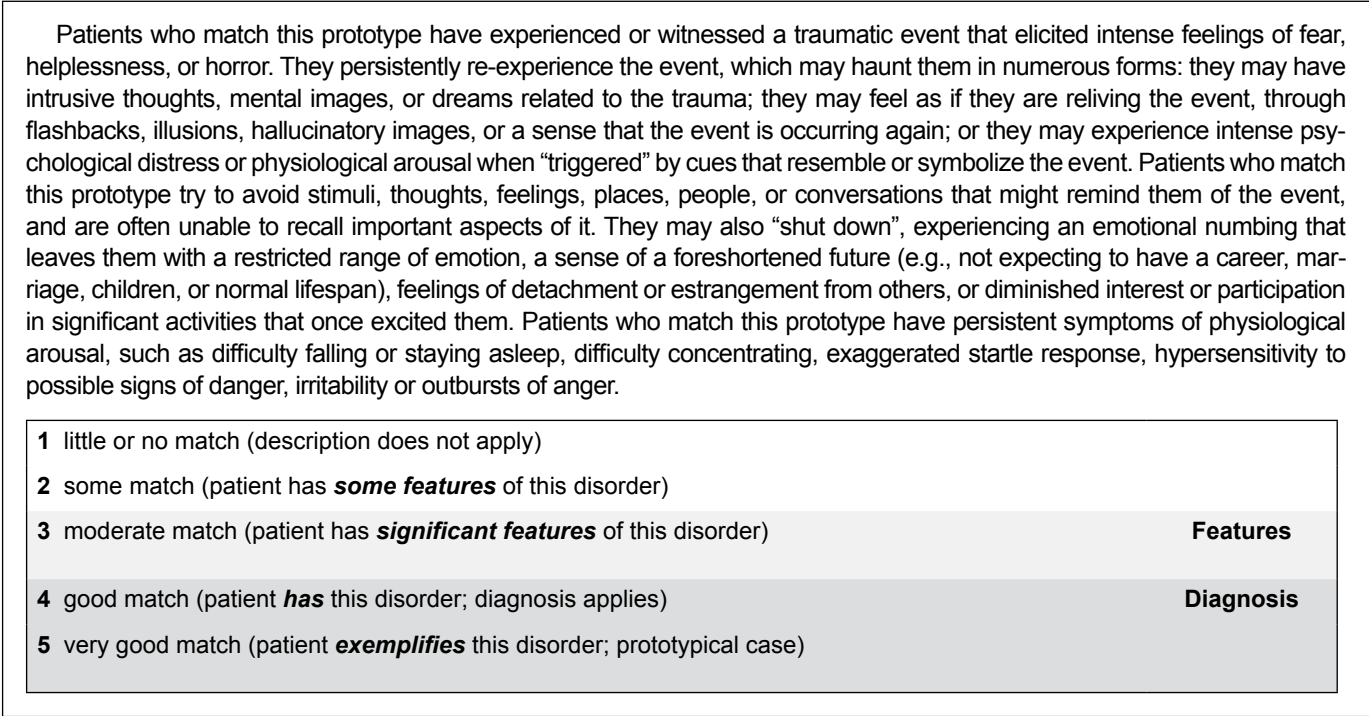 Patients who match this prototype have experienced or witnessed a traumatic event that elicited intense feelings of fear,
helplessness, or horror. They persistently re-experience the event, which may haunt them in numerous forms: they may have
intrusive thoughts, mental images, or dreams related to the trauma; they may feel as if they are reliving the event, through
flashbacks, illusions, hallucinatory images, or a sense that the event is occurring again; or they may experience intense psy-
chological distress or physiological arousal when “triggered” by cues that resemble or symbolize the event. Patients who match
this prototype try to avoid stimuli, thoughts, feelings, places, people, or conversations that might remind them of the event,
and are often unable to recall important aspects of it. They may also “shut down”, experiencing an emotional numbing that
leaves them with a restricted range of emotion, a sense of a foreshortened future (e.g., not expecting to have a career, mar-
riage, children, or normal lifespan), feelings of detachment or estrangement from others, or diminished interest or participation
in significant activities that once excited them. Patients who match this prototype have persistent symptoms of physiological
arousal, such as difficulty falling or staying asleep, difficulty concentrating, exaggerated startle response, hypersensitivity to
possible signs of danger, irritability or outbursts of anger.
1 little or no match (description does not apply)
2 some match (patient has some features of this disorder)
3 moderate match (patient has significant features of this disorder) Features
4 good match (patient has this disorder; diagnosis applies) Diagnosis
5 very good match (patient exemplifies this disorder; prototypical case)